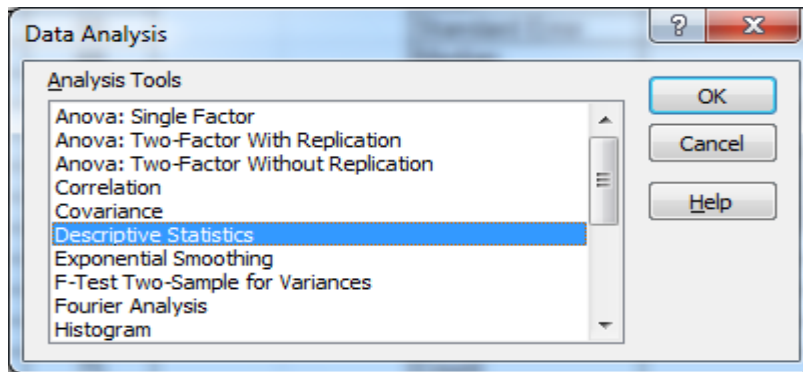 Data Analysis
Analysis Tools
Anova: Single Factor
Anova: Two-Factor With Replication
Anova: Two-Factor Without Replication
Correlation
Covariance
Descriptive Statistics
Exponential Smoothing
F-Test Two-Sample for Variances
Fourier Analysis
Histogram
OK
Cancel
Help